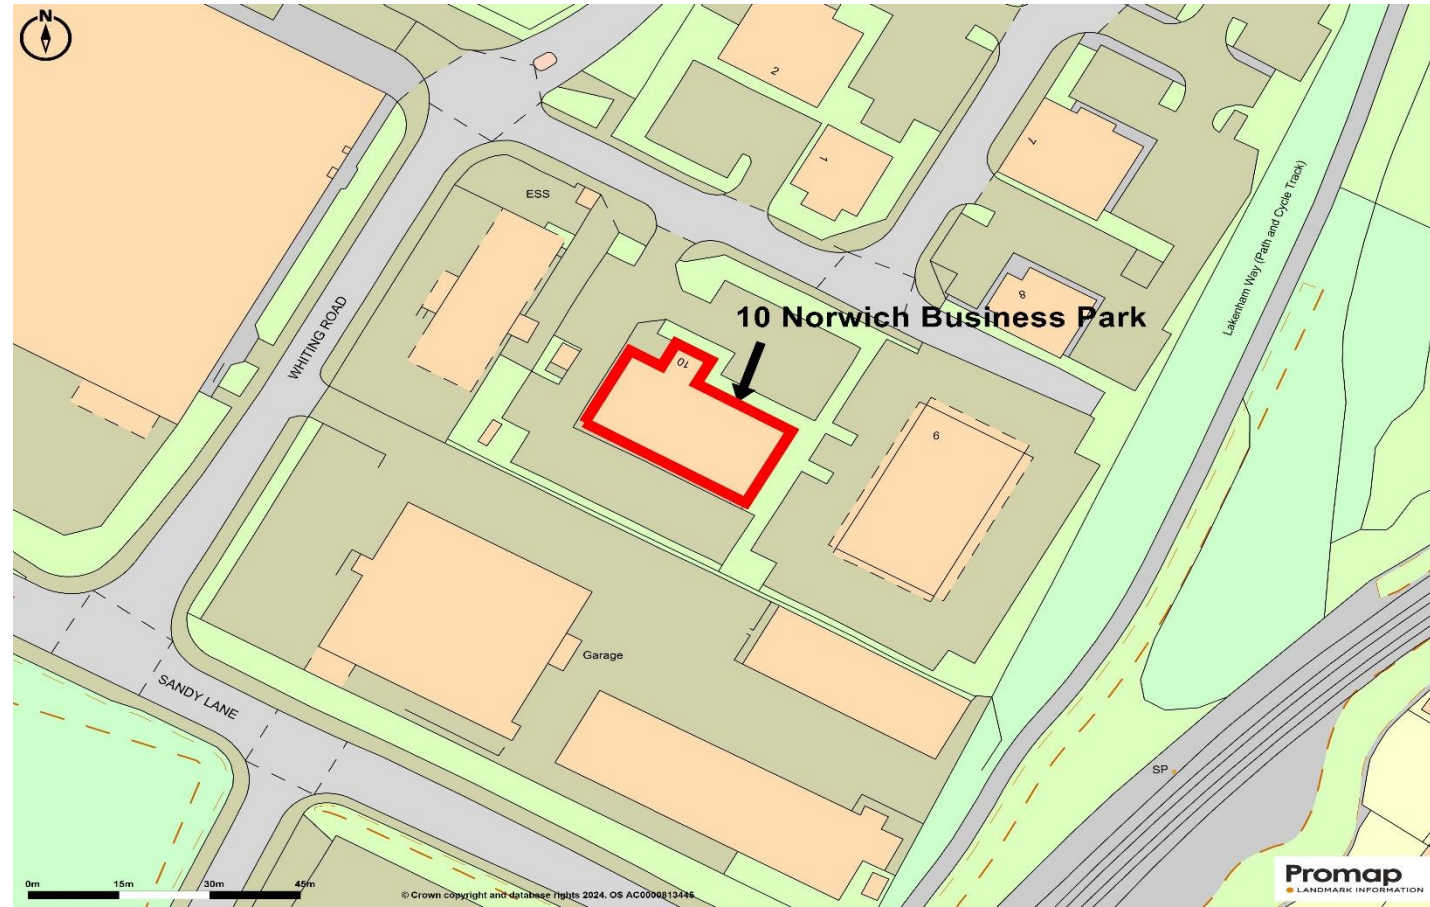 N
2
1
7
ESS
Lakenham Way (Path and Cycle Track)
8
WHITING ROAD
10 Norwich Business Park
10
9
Garage
SANDY LANE
SP
0m 15m 30m 45m
© Crown copyright and database rights 2024. OS AC0000813445
Promap
LANDMARK INFORMATION